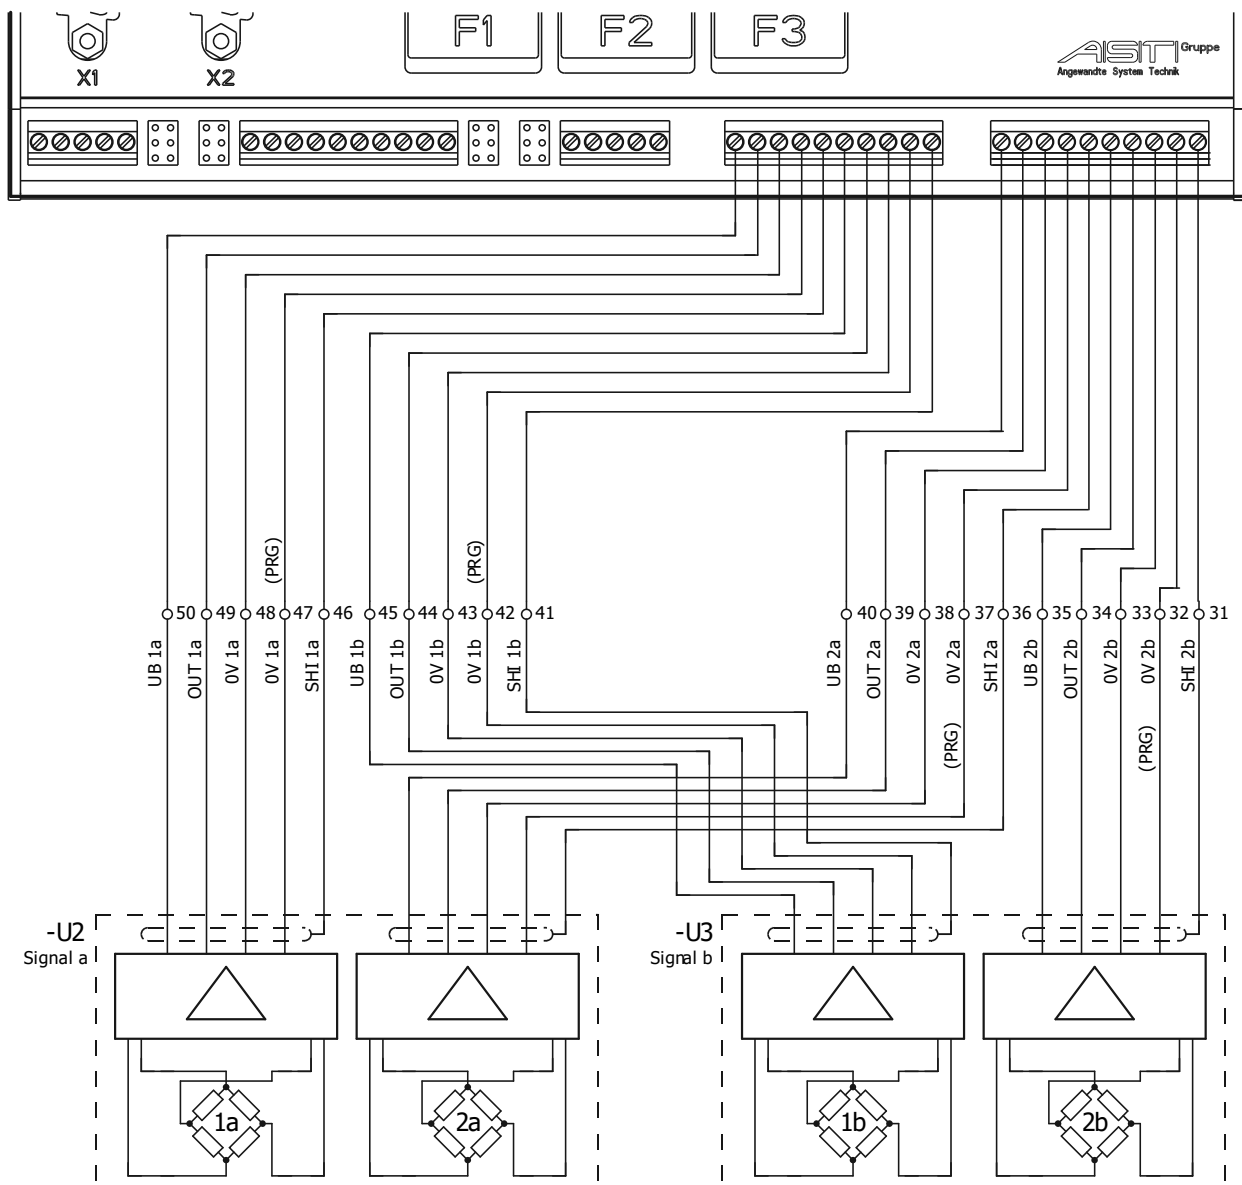 F1
F2
F3
X1
X2
AST Gruppe
Angewandte System Technik
(PRG)
(PRG)
50
49
48
47
46
45
44
43
42
41
40
39
38
37
36
35
34
33
32
31
UB 1a
OUT 1a
0V 1a
0V 1a
SHI 1a
UB 1b
OUT 1b
0V 1b
0V 1b
SHI 1b
UB 2a
OUT 2a
0V 2a
0V 2a
SHI 2a
UB 2b
OUT 2b
0V 2b
0V 2b
SHI 2b
(PRG)
(PRG)
-U2
Signal a
-U3
Signal b
1a
2a
1b
2b